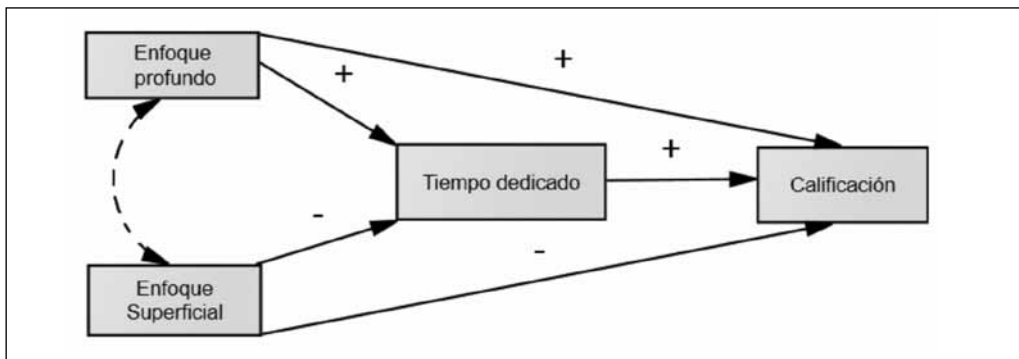 Enfoque
profundo
+
+
Tiempo dedicado
+
Calificación
-
-
Enfoque
Superficial